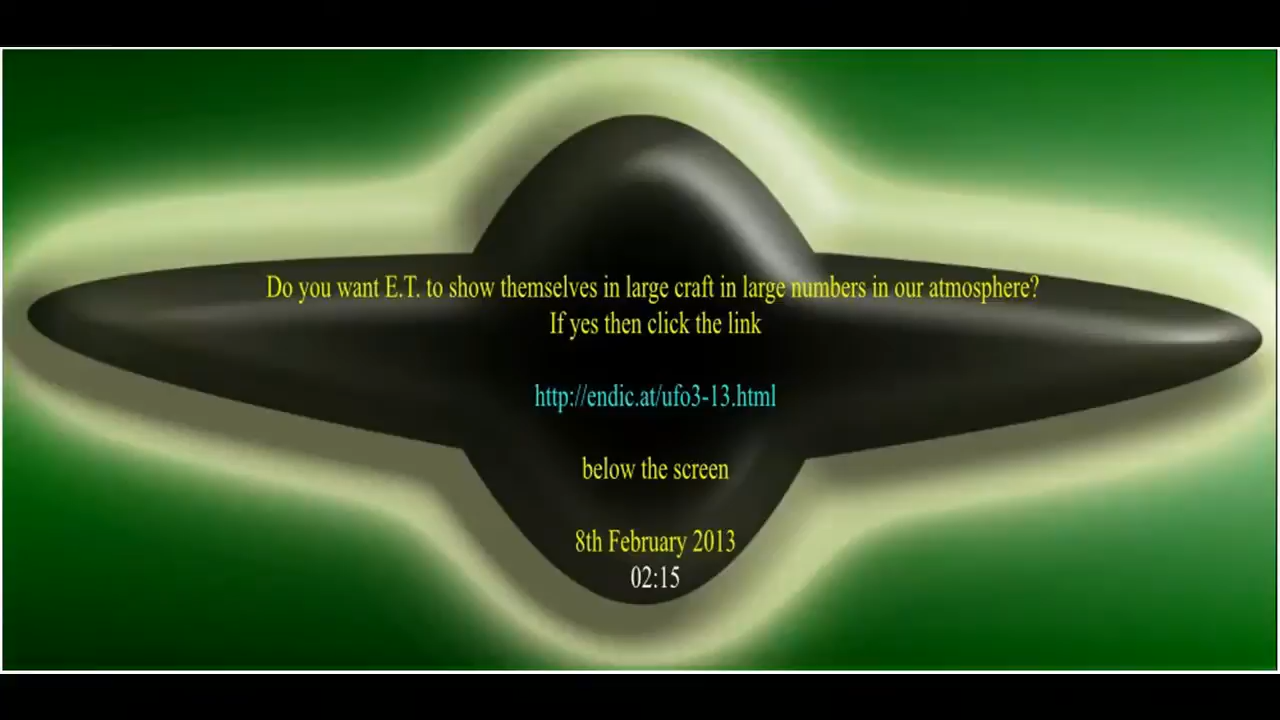 Do you want E.T. to show themselves in large craft in large numbers in our atmosphere?
If yes then click the link
http://endic.at/ufo3-13.html
below the screen
8th February 2013
02:15